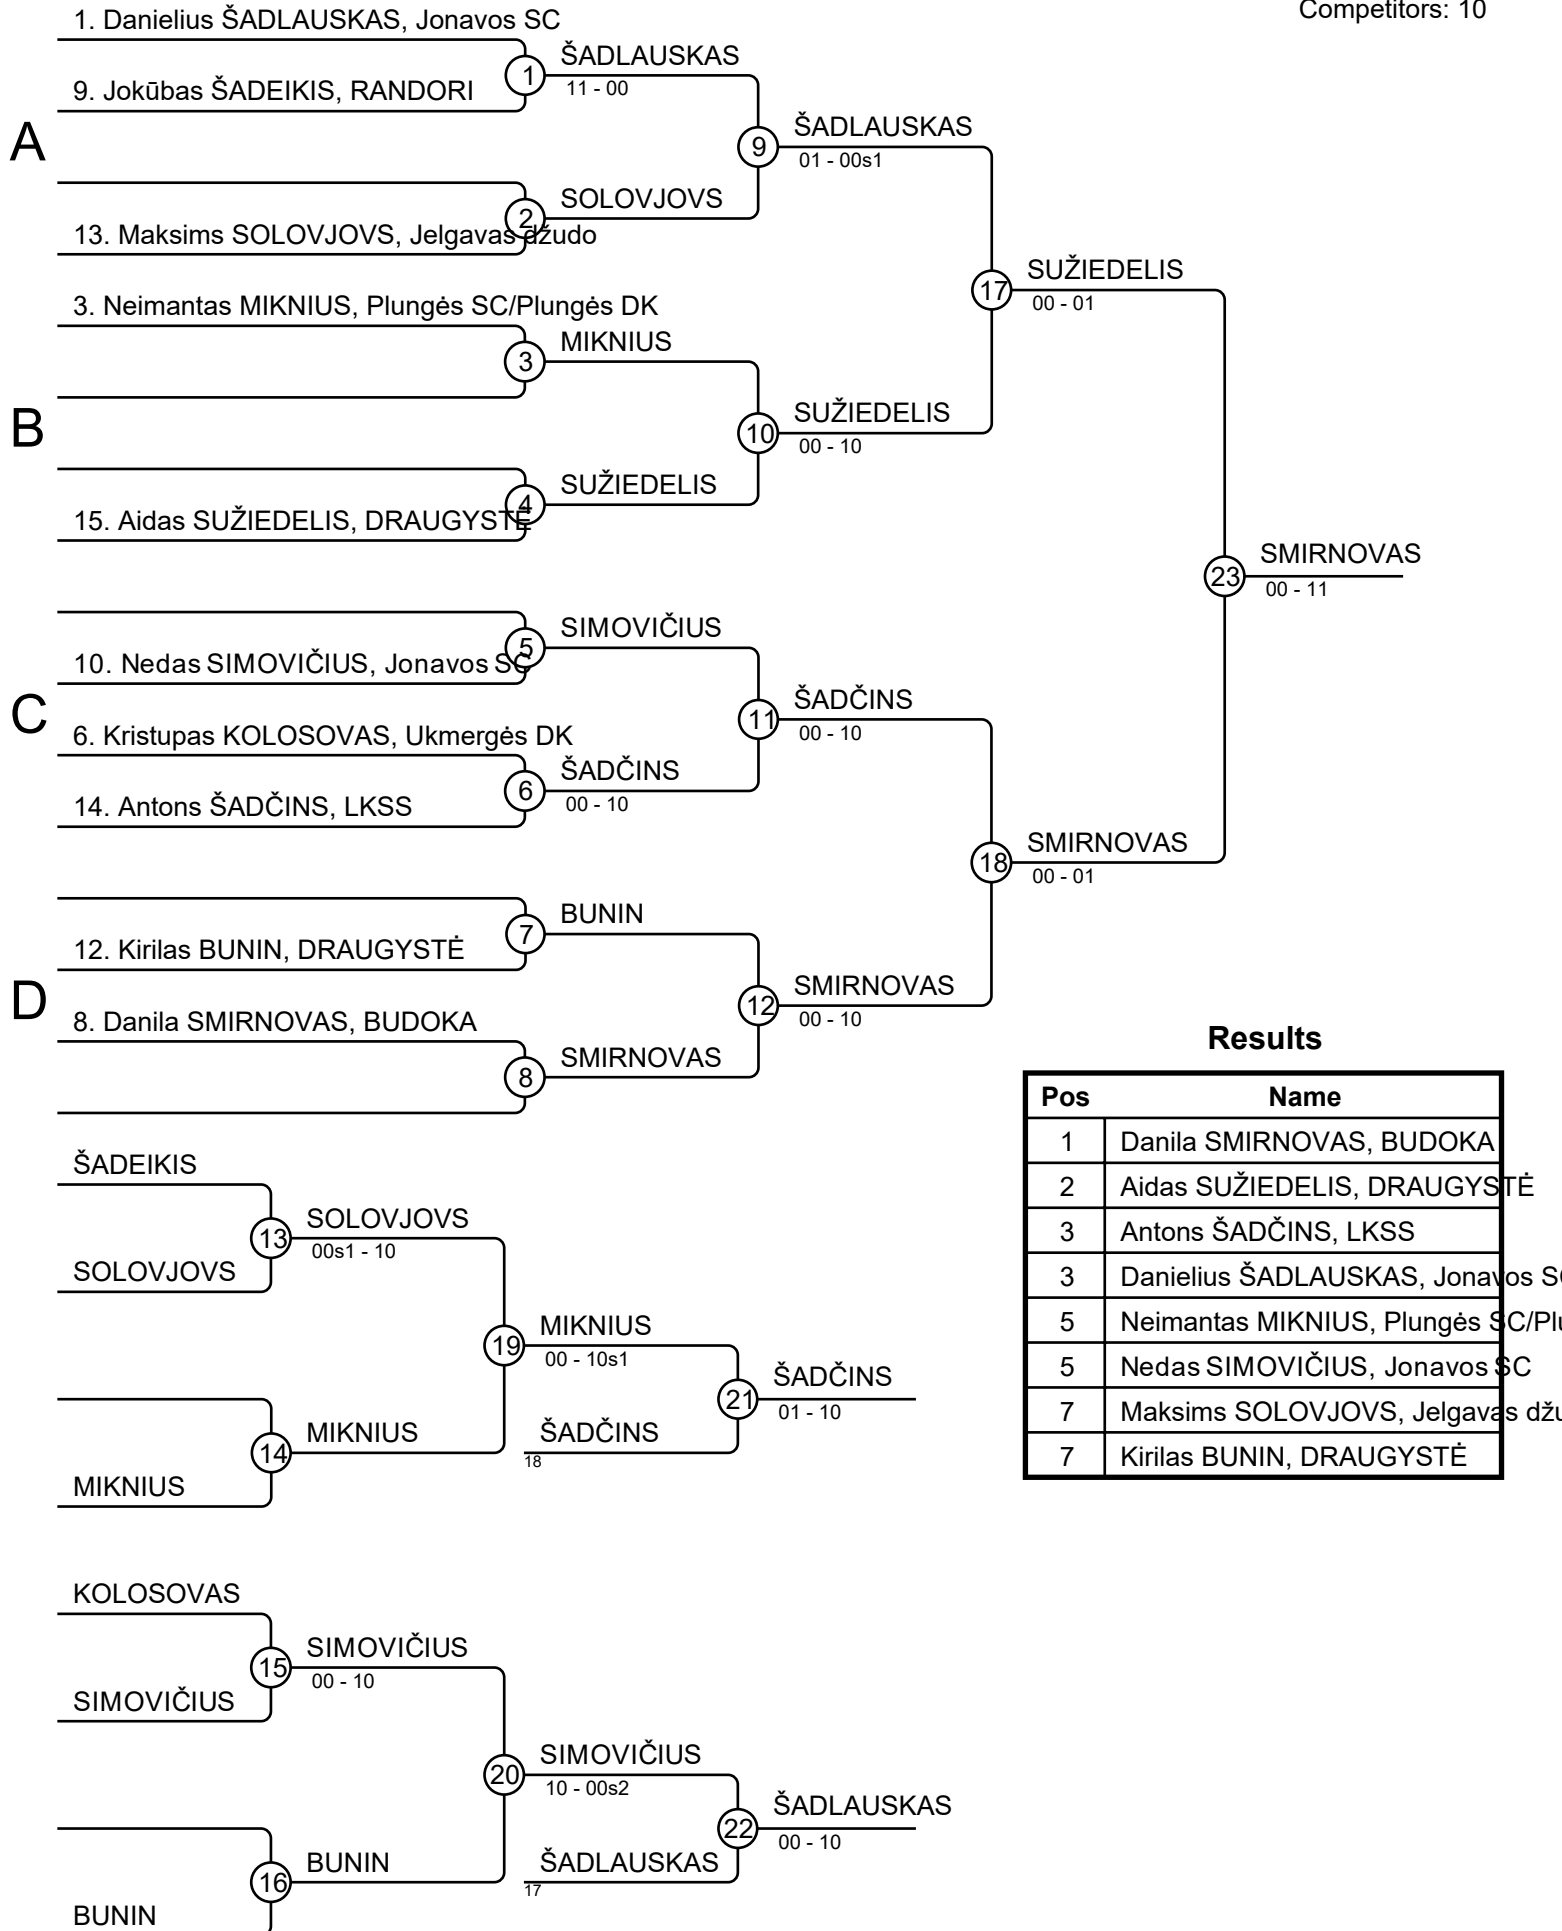 Competitors: 10
1. Danielius ŠADLAUSKAS, Jonavos SC
ŠADLAUSKAS
1
11 - 00
9. Jokūbas ŠADEIKIS, RANDORI
A
ŠADLAUSKAS
9
01 - 00s1
SOLOVJOVS
2
13. Maksims SOLOVJOVS, Jelgavas džudo
SUŽIEDELIS
17
00 - 01
3. Neimantas MIKNIUS, Plungės SC/Plungės DK
MIKNIUS
3
B
SUŽIEDELIS
10
00 - 10
SUŽIEDELIS
4
15. Aidas SUŽIEDELIS, DRAUGYSTĖ
SMIRNOVAS
23
00 - 11
SIMOVIČIUS
5
10. Nedas SIMOVIČIUS, Jonavos SC
C
ŠADČINS
11
00 - 10
6. Kristupas KOLOSOVAS, Ukmergės DK
ŠADČINS
6
00 - 10
14. Antons ŠADČINS, LKSS
SMIRNOVAS
18
00 - 01
BUNIN
7
12. Kirilas BUNIN, DRAUGYSTĖ
D
SMIRNOVAS
12
00 - 10
8. Danila SMIRNOVAS, BUDOKA
SMIRNOVAS
8
Results
Pos Name
1 Danila SMIRNOVAS, BUDOKA
2 Aidas SUŽIEDELIS, DRAUGYSTĖ
3 Antons ŠADČINS, LKSS
3 Danielius ŠADLAUSKAS, Jonavos
5 Neimantas MIKNIUS, Plungės
5 Nedas SIMOVIČIUS, Jonavos SC
7 Maksims SOLOVJOVS, Jelgavas
7 Kirilas BUNIN, DRAUGYSTĖ
ŠADEIKIS
SOLOVJOVS
13
00s1 - 10
SOLOVJOVS
MIKNIUS
19
00 - 10s1
ŠADČINS
21
01 - 10
MIKNIUS
14
ŠADČINS
18
MIKNIUS
KOLOSOVAS
SIMOVIČIUS
15
00 - 10
SIMOVIČIUS
SIMOVIČIUS
20
10 - 00s2
ŠADLAUSKAS
22
00 - 10
BUNIN
16
ŠADLAUSKAS
17
BUNIN